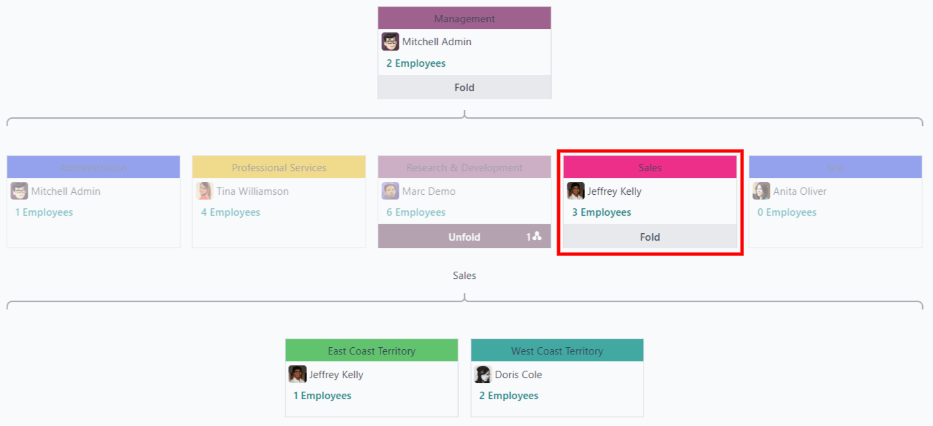 Management
Mitchell Admin
2 Employees
Fold
Professional Services
Research & Development
Sales
Mitchell Admin
Tina Williamson
Marc Demo
Jeffrey Kelly
Anita Oliver
1 Employees
4 Employees
6 Employees
3 Employees
0 Employees
Unfold 1
Fold
Sales
East Coast Territory
West Coast Territory
Jeffrey Kelly
Doris Cole
1 Employees
2 Employees